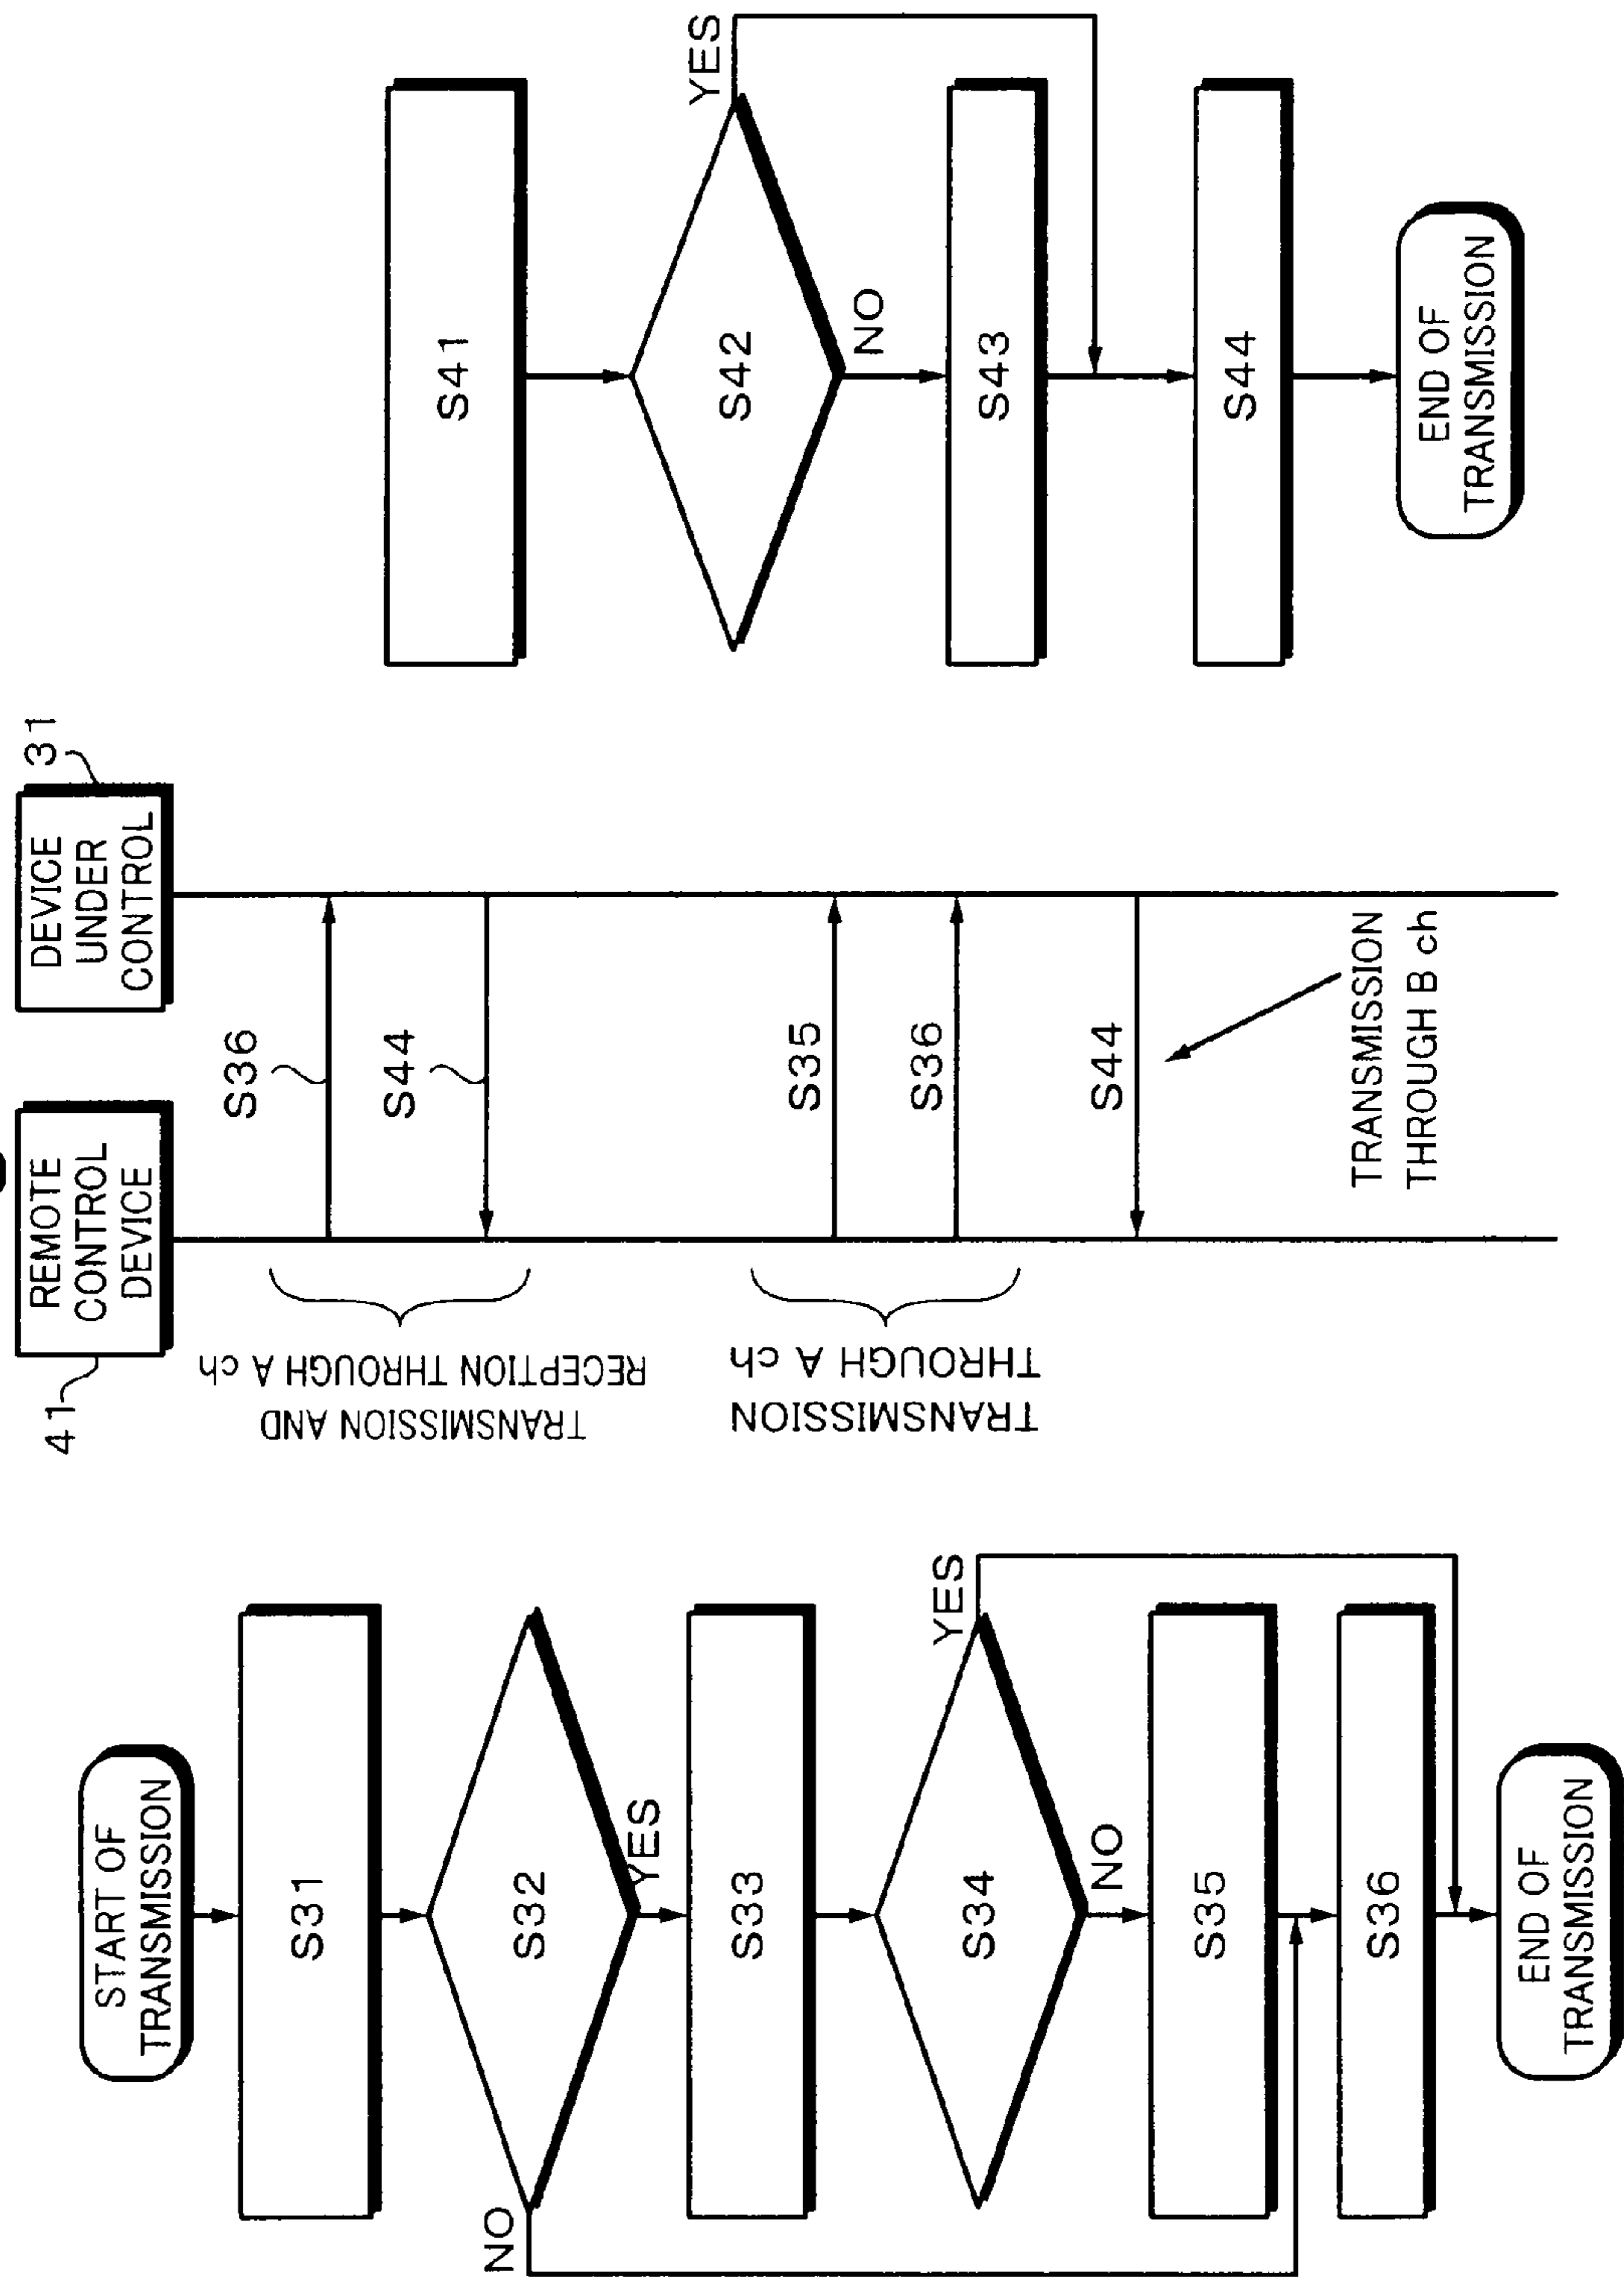 START OF
TRANSMISSION
S31
S32
NO
YES
S33
S34
YES
NO
S35
S36
END OF
TRANSMISSION
41
REMOTE
CONTROL
DEVICE
DEVICE
UNDER
CONTROL
31
S36
S44
TRANSMISSION AND
RECEPTION THROUGH A ch
S35
S36
TRANSMISSION
THROUGH A ch
S44
TRANSMISSION
THROUGH B ch
S41
S42
YES
NO
S43
S44
END OF
TRANSMISSION